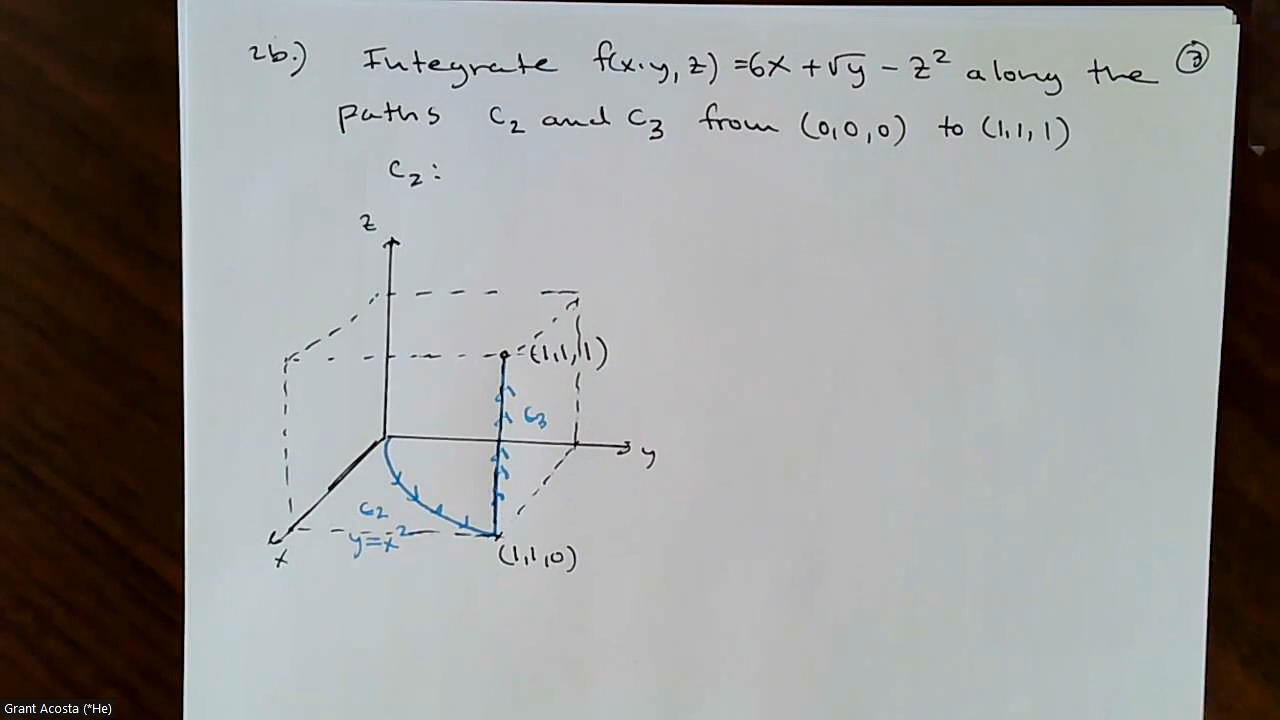 2b.) Integrate f(x,y,z) = 6x + √y − z² along the ③
paths C₂ and C₃ from (0,0,0) to (1,1,1)
C₂:
z
(1,1,1)
C₃
y
C₂
y=x²
x
(1,1,0)
Grant Acosta (*He)